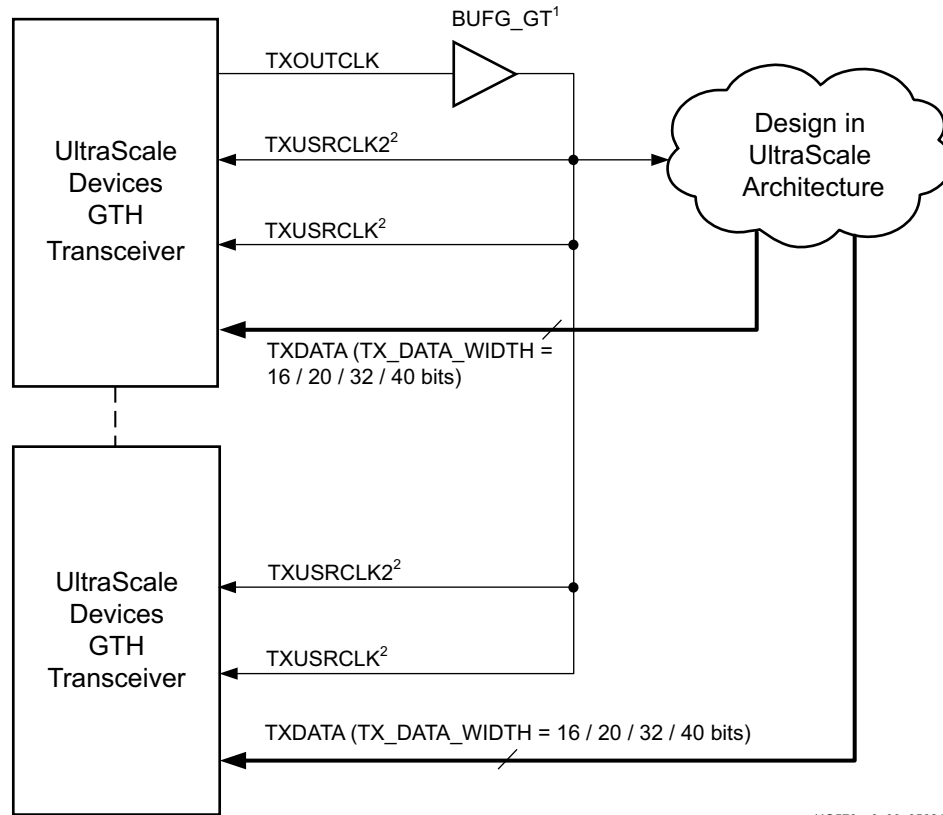 BUFG_GT1
TXOUTCLK
UltraScale
Devices
GTH
Transceiver
TXUSRCLK22
TXUSRCLK2
Design in
UltraScale
Architecture
TXDATA (TX_DATA_WIDTH =
16 / 20 / 32 / 40 bits)
UltraScale
Devices
GTH
Transceiver
TXUSRCLK22
TXUSRCLK2
TXDATA (TX_DATA_WIDTH = 16 / 20 / 32 / 40 bits)